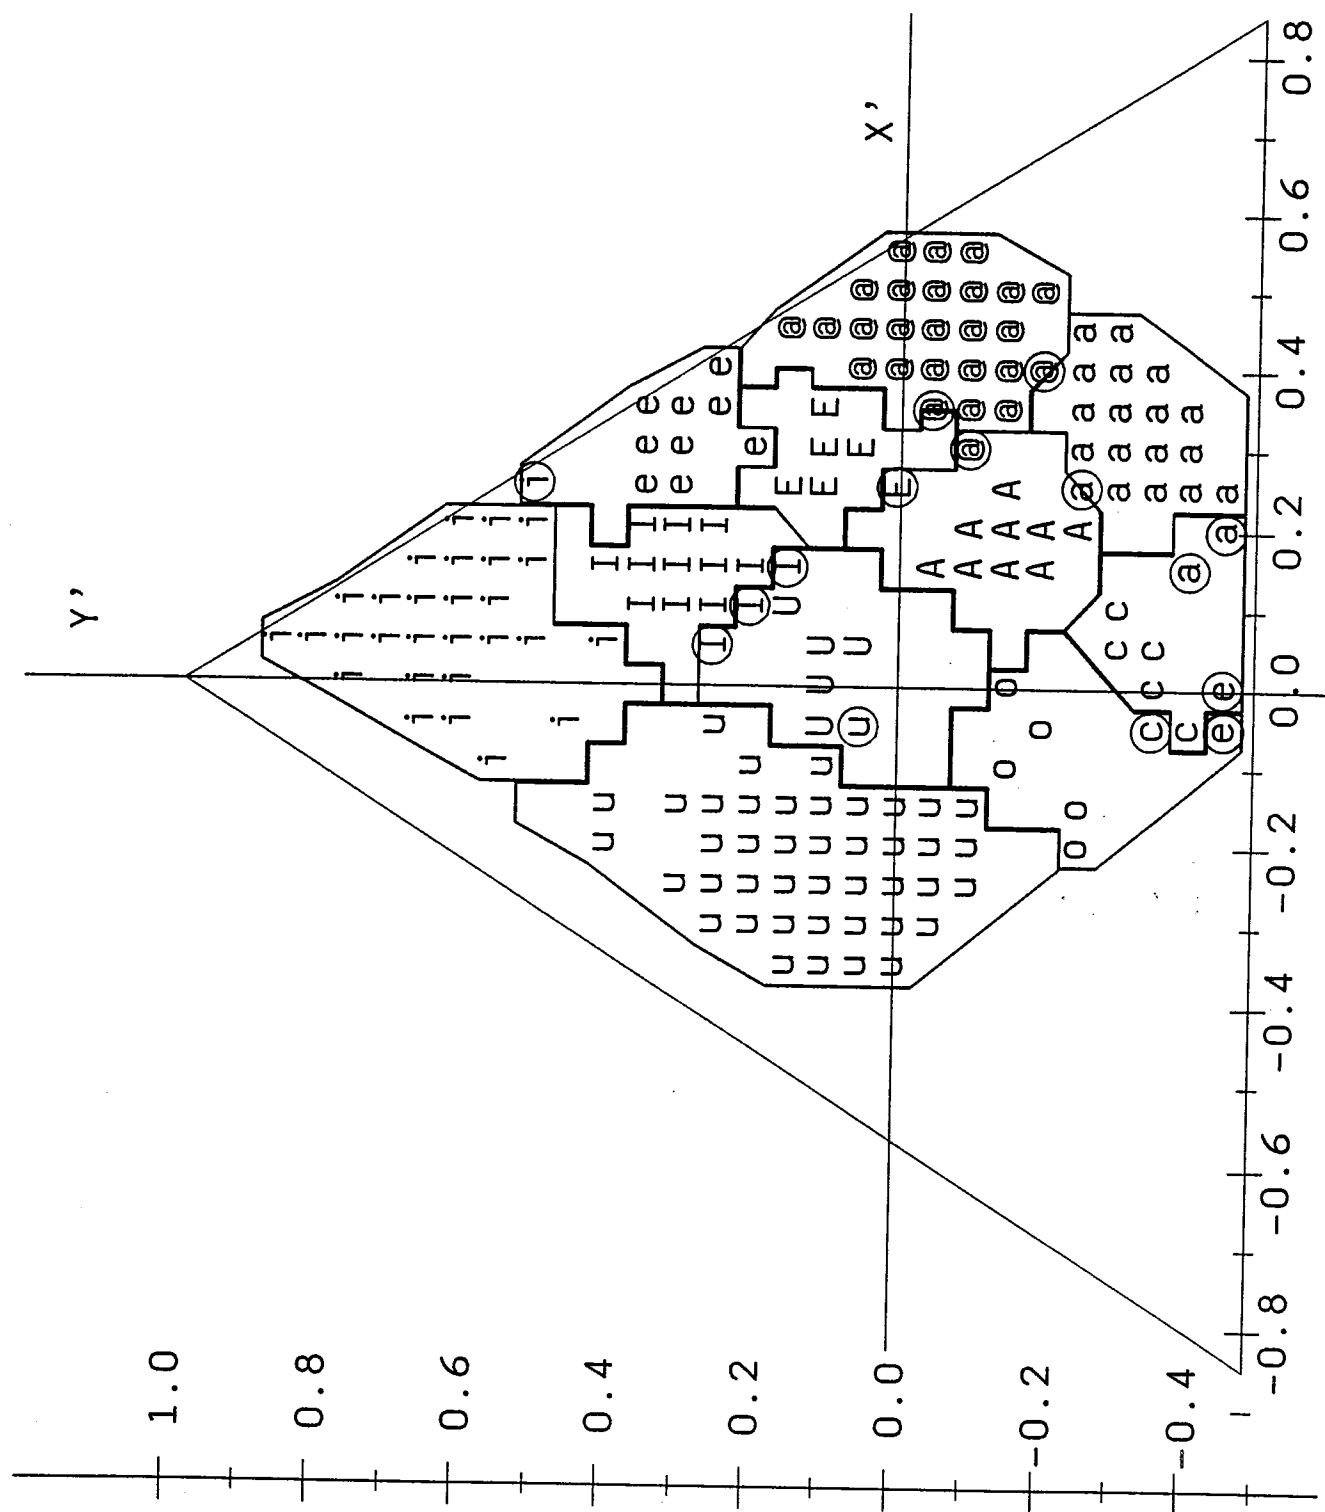 Y'
1.0
i
0.8 i
i i i
i i
i i i i i
0.6 i i i i i i
i i i i i
i i
i
0.4 u u i I
I I I e e e
u u I I I e e e
u u u u u I I I I e e
0.2 u u u u u I I e
u u u u u U I E @
u u u u u u U U U E E E @
u u u u u u U E @ @ @
X'
0.0 u u u u u E @ @ @ @
u u u u A @ @ @ @ @
u u u A A @ @ @ @ @ @
o o A A A @ @ @ @
-0.2 o A A @ @
o o A a a a a a
c c a a a a a
c c c a a a a
-0.4 c a a a a
e e a a
-0.8 -0.6 -0.4 -0.2 0.0 0.2 0.4 0.6 0.8